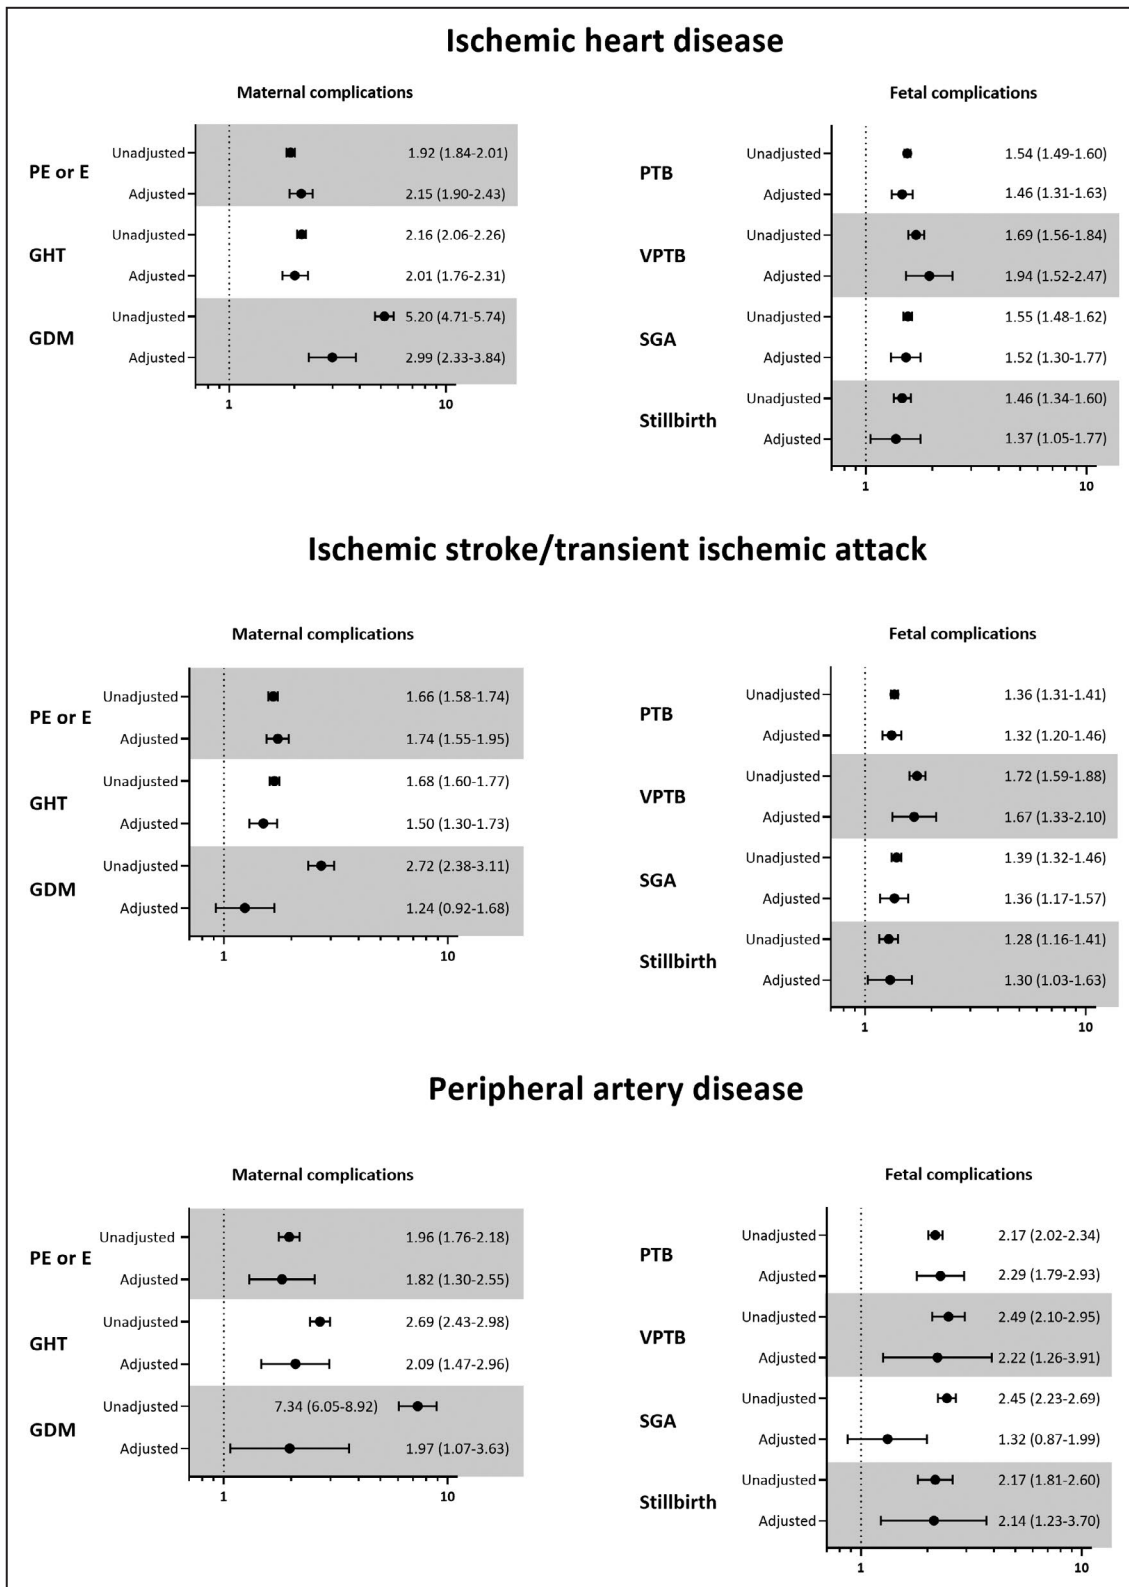 Ischemic heart disease
Maternal complications
PE or E
Unadjusted 1.92 (1.84-2.01)
Adjusted 2.15 (1.90-2.43)
GHT
Unadjusted 2.16 (2.06-2.26)
Adjusted 2.01 (1.76-2.31)
GDM
Unadjusted 5.20 (4.71-5.74)
Adjusted 2.99 (2.33-3.84)
1 10
Fetal complications
PTB
Unadjusted 1.54 (1.49-1.60)
Adjusted 1.46 (1.31-1.63)
VPTB
Unadjusted 1.69 (1.56-1.84)
Adjusted 1.94 (1.52-2.47)
SGA
Unadjusted 1.55 (1.48-1.62)
Adjusted 1.52 (1.30-1.77)
Stillbirth
Unadjusted 1.46 (1.34-1.60)
Adjusted 1.37 (1.05-1.77)
1 10
Ischemic stroke/transient ischemic attack
Maternal complications
PE or E
Unadjusted 1.66 (1.58-1.74)
Adjusted 1.74 (1.55-1.95)
GHT
Unadjusted 1.68 (1.60-1.77)
Adjusted 1.50 (1.30-1.73)
GDM
Unadjusted 2.72 (2.38-3.11)
Adjusted 1.24 (0.92-1.68)
1 10
Fetal complications
PTB
Unadjusted 1.36 (1.31-1.41)
Adjusted 1.32 (1.20-1.46)
VPTB
Unadjusted 1.72 (1.59-1.88)
Adjusted 1.67 (1.33-2.10)
SGA
Unadjusted 1.39 (1.32-1.46)
Adjusted 1.36 (1.17-1.57)
Stillbirth
Unadjusted 1.28 (1.16-1.41)
Adjusted 1.30 (1.03-1.63)
1 10
Peripheral artery disease
Maternal complications
PE or E
Unadjusted 1.96 (1.76-2.18)
Adjusted 1.82 (1.30-2.55)
GHT
Unadjusted 2.69 (2.43-2.98)
Adjusted 2.09 (1.47-2.96)
GDM
Unadjusted 7.34 (6.05-8.92)
Adjusted 1.97 (1.07-3.63)
1 10
Fetal complications
PTB
Unadjusted 2.17 (2.02-2.34)
Adjusted 2.29 (1.79-2.93)
VPTB
Unadjusted 2.49 (2.10-2.95)
Adjusted 2.22 (1.26-3.91)
SGA
Unadjusted 2.45 (2.23-2.69)
Adjusted 1.32 (0.87-1.99)
Stillbirth
Unadjusted 2.17 (1.81-2.60)
Adjusted 2.14 (1.23-3.70)
1 10